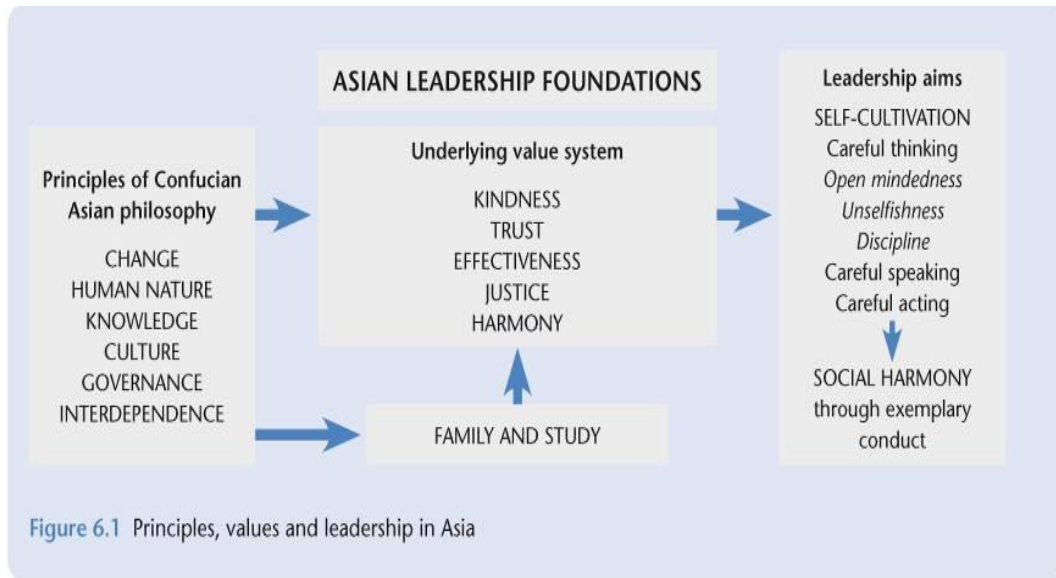 ASIAN LEADERSHIP FOUNDATIONS
Principles of Confucian
Asian philosophy
CHANGE
HUMAN NATURE
KNOWLEDGE
CULTURE
GOVERNANCE
INTERDEPENDENCE
Underlying value system
KINDNESS
TRUST
EFFECTIVENESS
JUSTICE
HARMONY
FAMILY AND STUDY
Leadership aims
SELF-CULTIVATION
Careful thinking
Open mindedness
Unselfishness
Discipline
Careful speaking
Careful acting
SOCIAL HARMONY
through exemplary
conduct
Figure 6.1 Principles, values and leadership in Asia